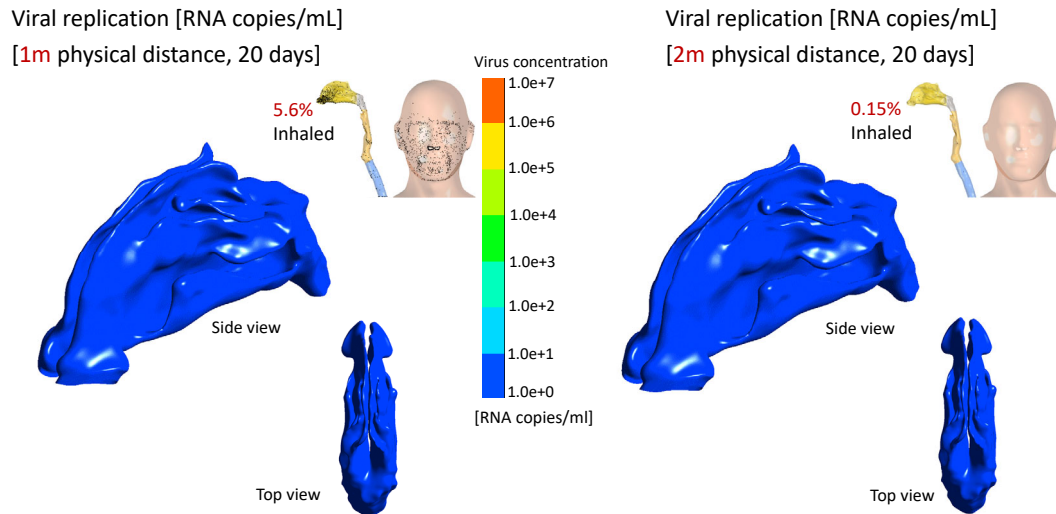 Viral replication [RNA copies/mL]
[1m physical distance, 20 days]
5.6%
Inhaled
Side view
Top view
Virus concentration
1.0e+7
1.0e+6
1.0e+5
1.0e+4
1.0e+3
1.0e+2
1.0e+1
1.0e+0
[RNA copies/ml]
Viral replication [RNA copies/mL]
[2m physical distance, 20 days]
0.15%
Inhaled
Side view
Top view